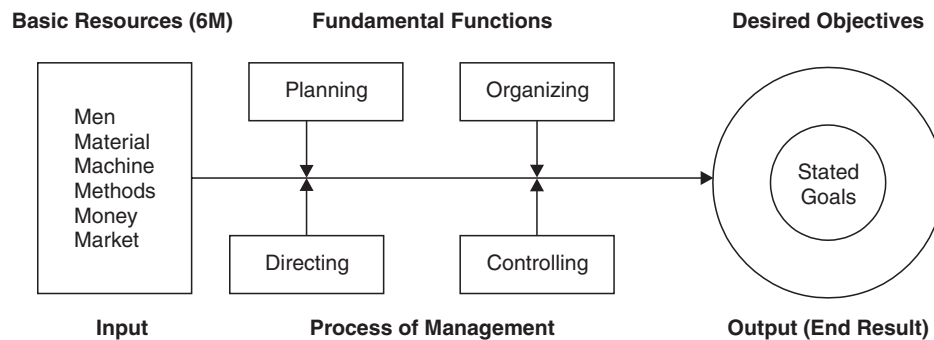 Basic Resources (6M)
Fundamental Functions
Desired Objectives
Men
Material
Machine
Methods
Money
Market
Planning
Organizing
Directing
Controlling
Stated
Goals
Input
Process of Management
Output (End Result)